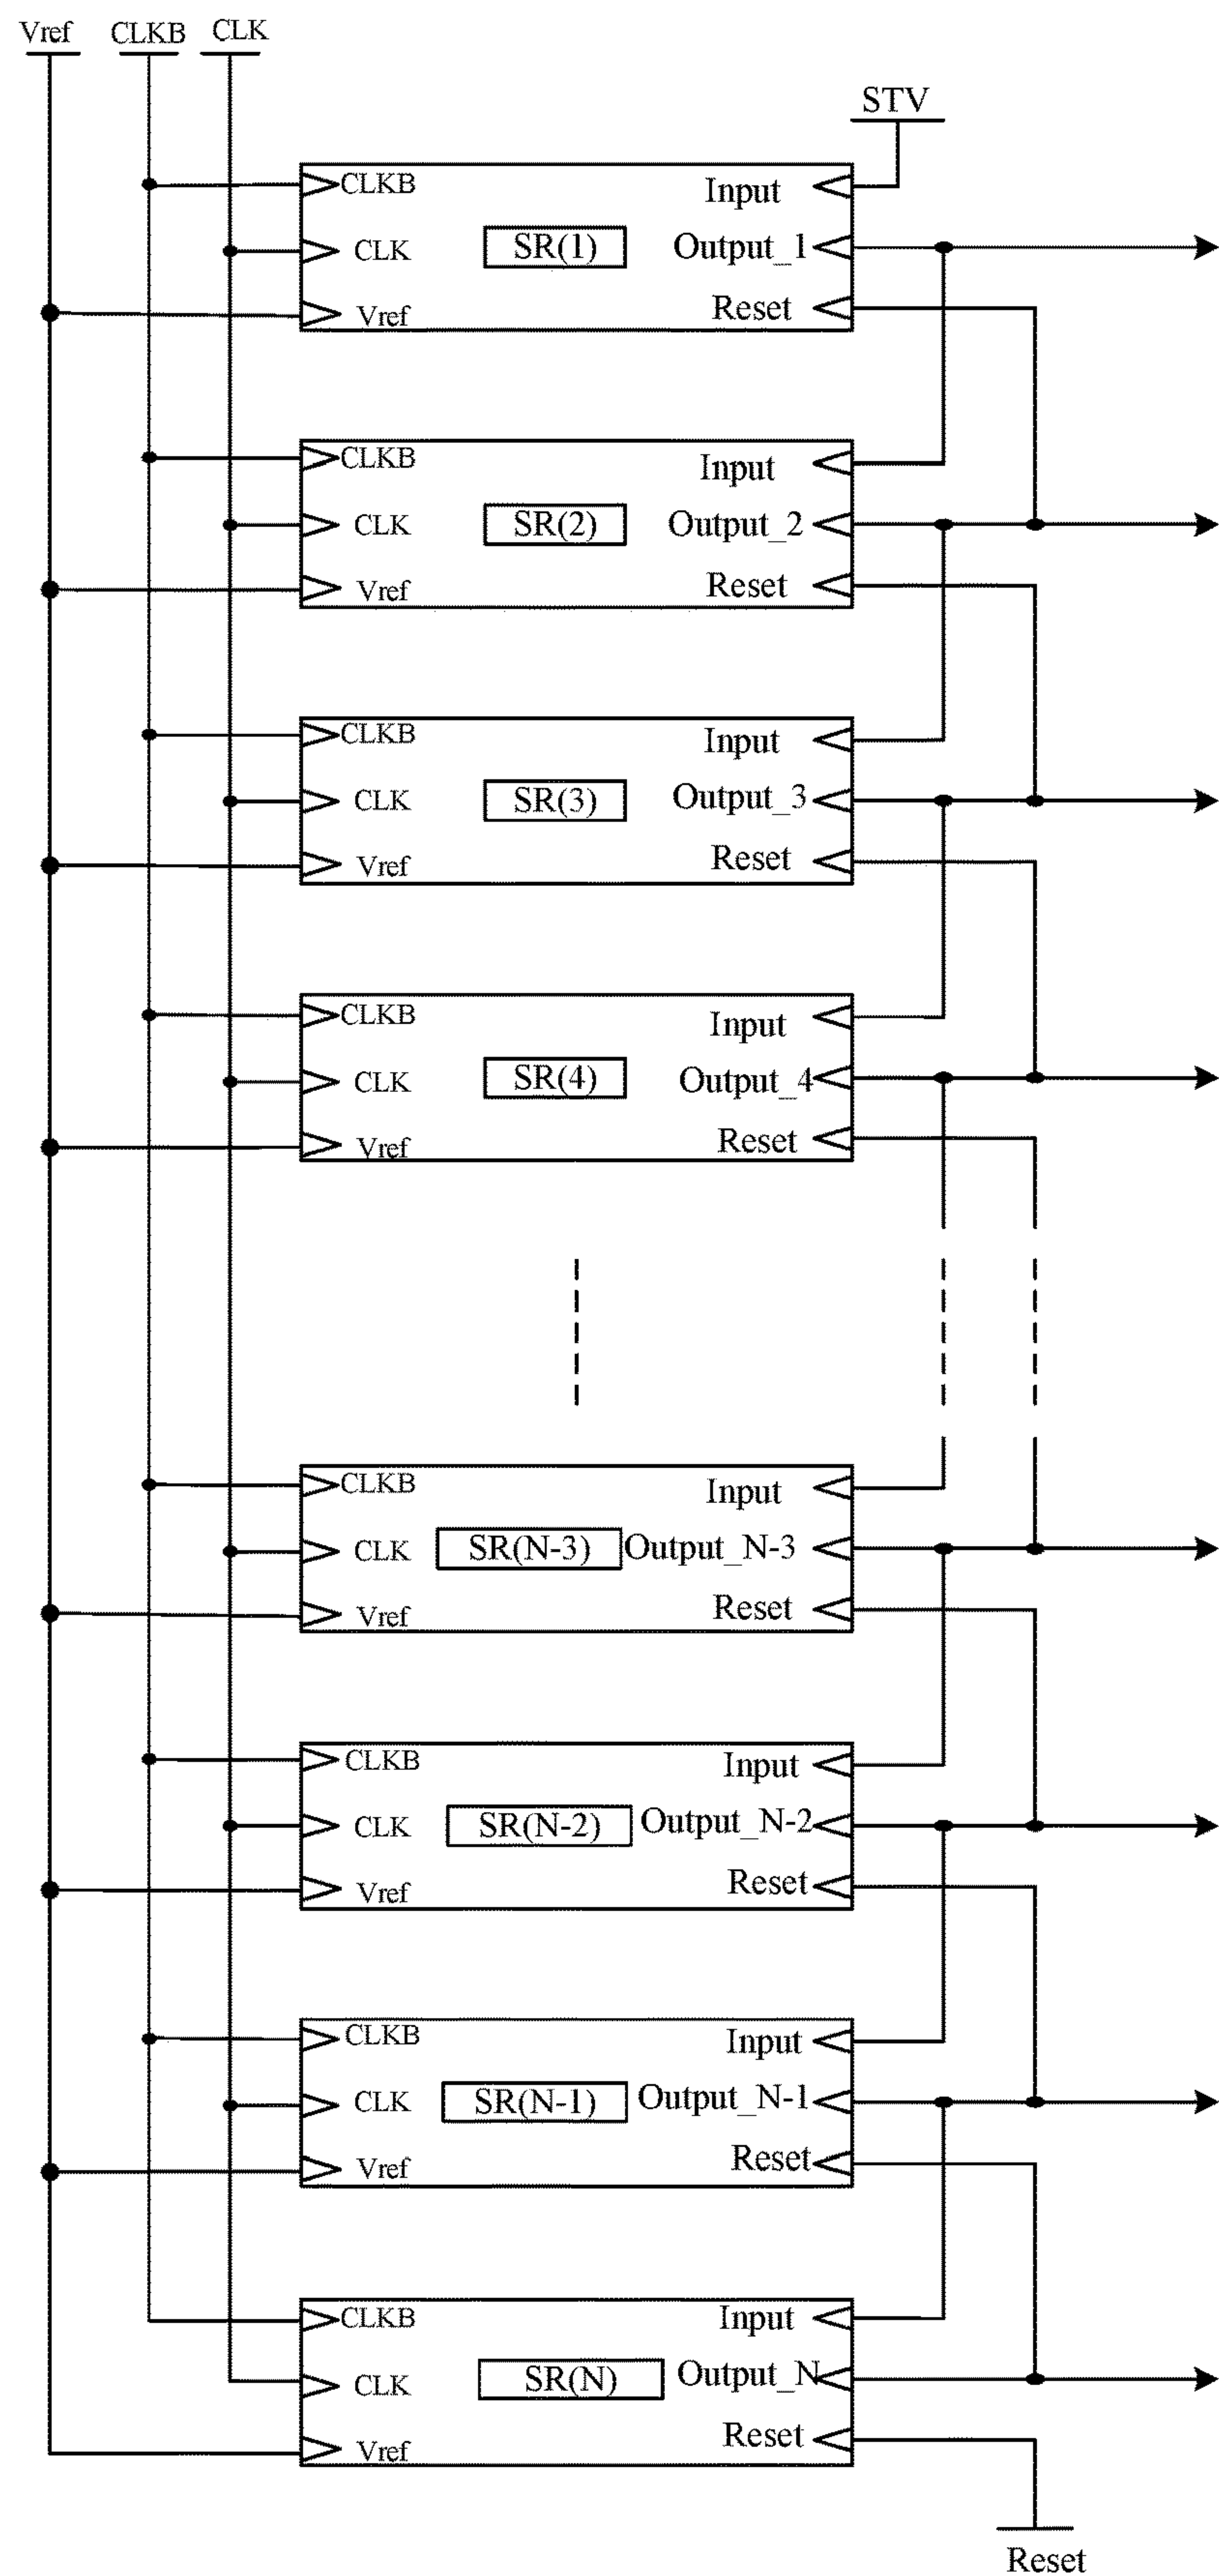 Vref CLKB CLK
STV
CLKB Input
CLK SR(1) Output_1
Vref Reset
CLKB Input
CLK SR(2) Output_2
Vref Reset
CLKB Input
CLK SR(3) Output_3
Vref Reset
CLKB Input
CLK SR(4) Output_4
Vref Reset
CLKB Input
CLK SR(N-3) Output_N-3
Vref Reset
CLKB Input
CLK SR(N-2) Output_N-2
Vref Reset
CLKB Input
CLK SR(N-1) Output_N-1
Vref Reset
CLKB Input
CLK SR(N) Output_N
Vref Reset
Reset